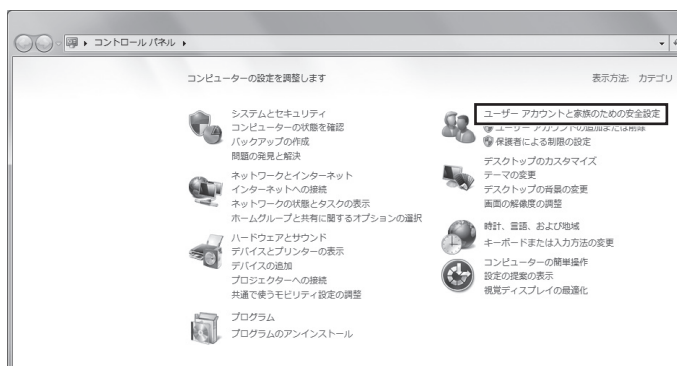 コントロール パネル
コンピューターの設定を調整します
表示方法: カテゴリ
システムとセキュリティ
コンピューターの状態を確認
バックアップの作成
問題の発見と解決
ネットワークとインターネット
インターネットへの接続
ネットワークの状態とタスクの表示
ホームグループと共有に関するオプションの選択
ハードウェアとサウンド
デバイスとプリンターの表示
デバイスの追加
プロジェクターへの接続
共通で使うモビリティ設定の調整
プログラム
プログラムのアンインストール
ユーザー アカウントと家族のための安全設定
ユーザー アカウントの追加または削除
保護者による制限の設定
デスクトップのカスタマイズ
テーマの変更
デスクトップの背景の変更
画面の解像度の調整
時計、言語、および地域
キーボードまたは入力方法の変更
コンピューターの簡単操作
設定の提案の表示
視覚ディスプレイの最適化